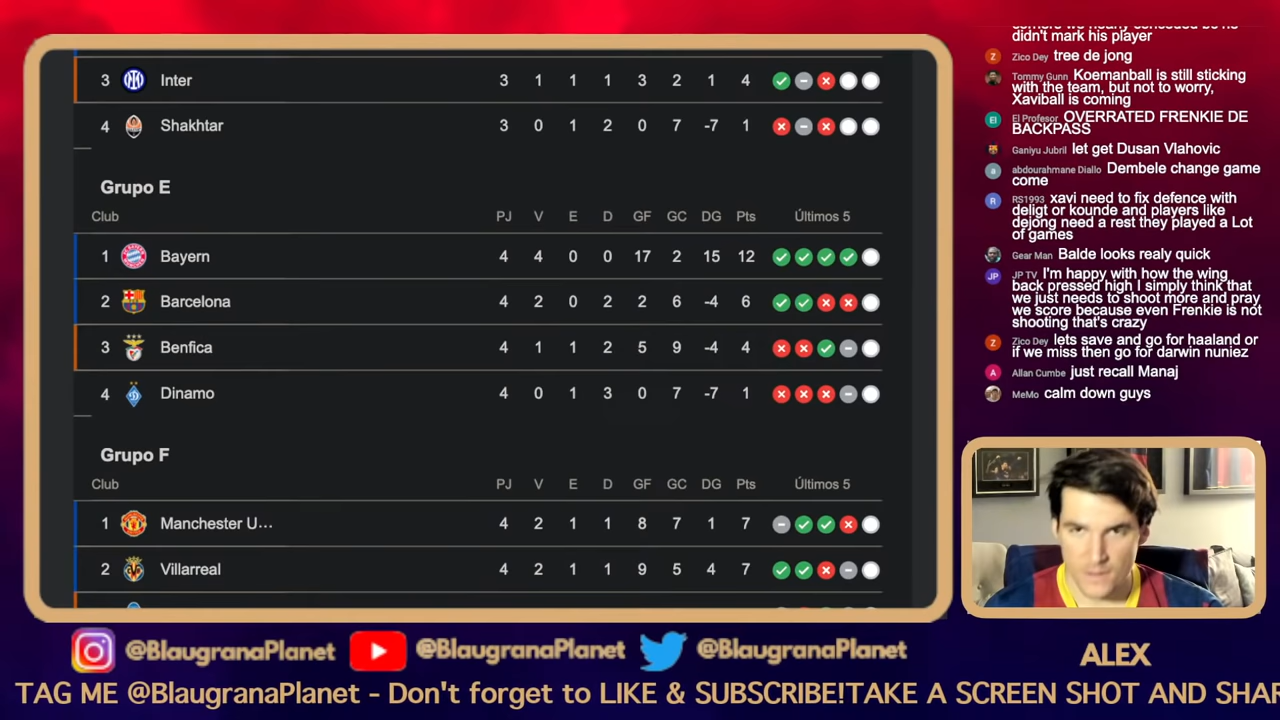 3 Inter 3 1 1 1 3 2 1 4
4 Shakhtar 3 0 1 2 0 7 -7 1
Grupo E
Club PJ V E D GF GC DG Pts Últimos 5
1 Bayern 4 4 0 0 17 2 15 12
2 Barcelona 4 2 0 2 2 6 -4 6
3 Benfica 4 1 1 2 5 9 -4 4
4 Dinamo 4 0 1 3 0 7 -7 1
Grupo F
Club PJ V E D GF GC DG Pts Últimos 5
1 Manchester U... 4 2 1 1 8 7 1 7
2 Villarreal 4 2 1 1 9 5 4 7
didn't mark his player
Z Zico Dey tree de jong
Tommy Gunn Koemanball is still sticking
with the team, but not to worry,
Xaviball is coming
El El Profesor OVERRATED FRENKIE DE
BACKPASS
Ganiyu Jubril let get Dusan Vlahovic
a abdourahmane Diallo Dembele change game
come
R RS1993 xavi need to fix defence with
deligt or kounde and players like
dejong need a rest they played a Lot
of games
Gear Man Balde looks realy quick
JP JP TV I'm happy with how the wing
back pressed high I simply think that
we just needs to shoot more and pray
we score because even Frenkie is not
shooting that's crazy
Z Zico Dey lets save and go for haaland or
if we miss then go for darwin nuniez
A Allan Cumbe just recall Manaj
MeMo calm down guys
@BlaugranaPlanet @BlaugranaPlanet @BlaugranaPlanet
ALEX
TAG ME @BlaugranaPlanet - Don't forget to LIKE & SUBSCRIBE!TAKE A SCREEN SHOT AND SHAR